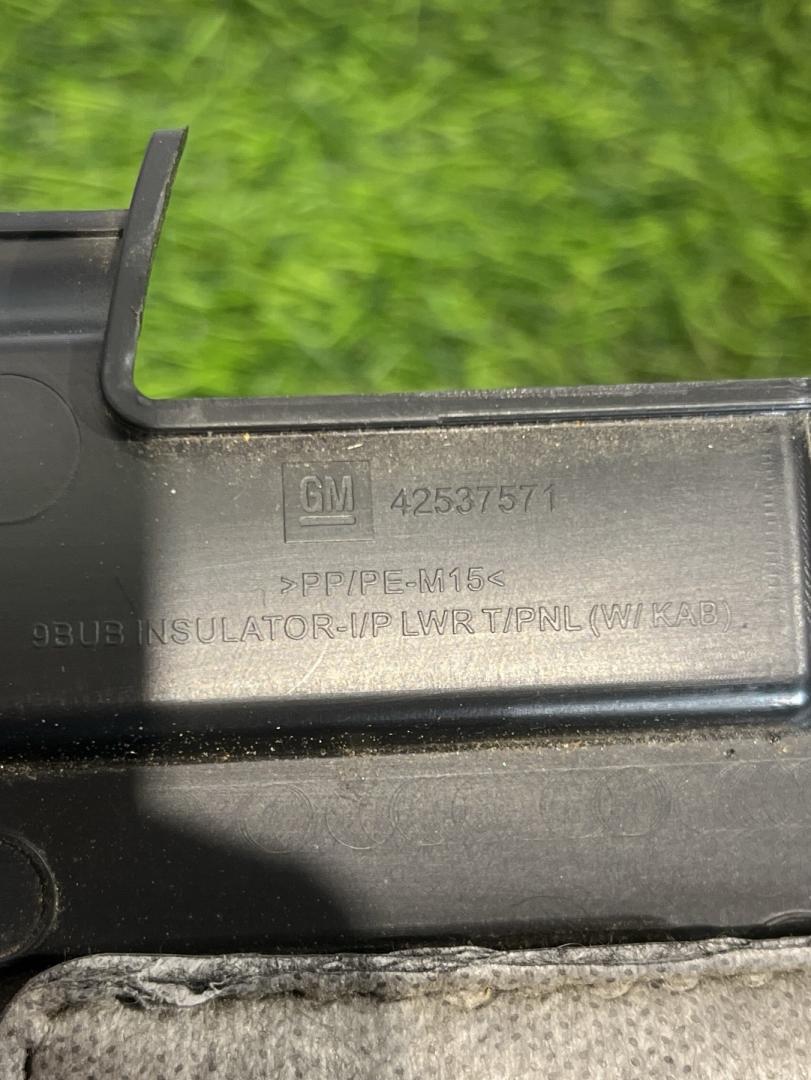 GM 42537571
>PP/PE-M15<
9BUB INSULATOR-I/P LWR T/PNL (W/ KAB)